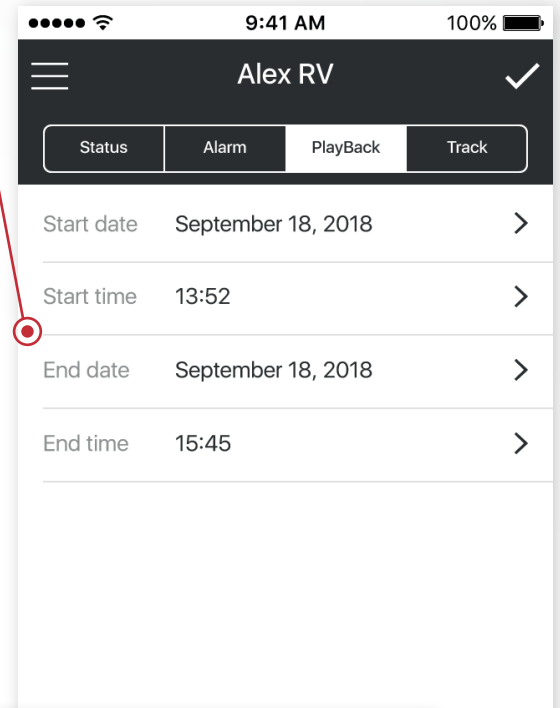 9:41 AM 100%
Alex RV
Status Alarm PlayBack Track
Start date September 18, 2018
Start time 13:52
End date September 18, 2018
End time 15:45